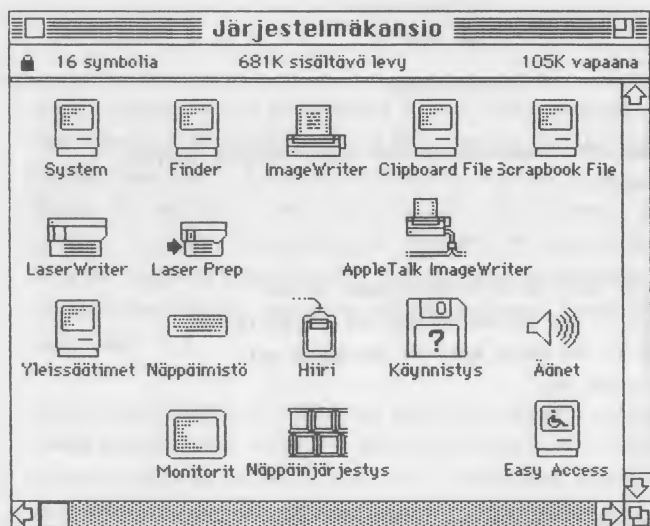 Järjestelmäkansio
16 symbolia 681K sisältävä levy 105K vapaana
System Finder ImageWriter Clipboard File Scrapbook File
LaserWriter Laser Prep AppleTalk ImageWriter
Yleissäätimet Näppäimistö Hiiri Käynnistys Äänet
Monitorit Näppäinjärjestys Easy Access